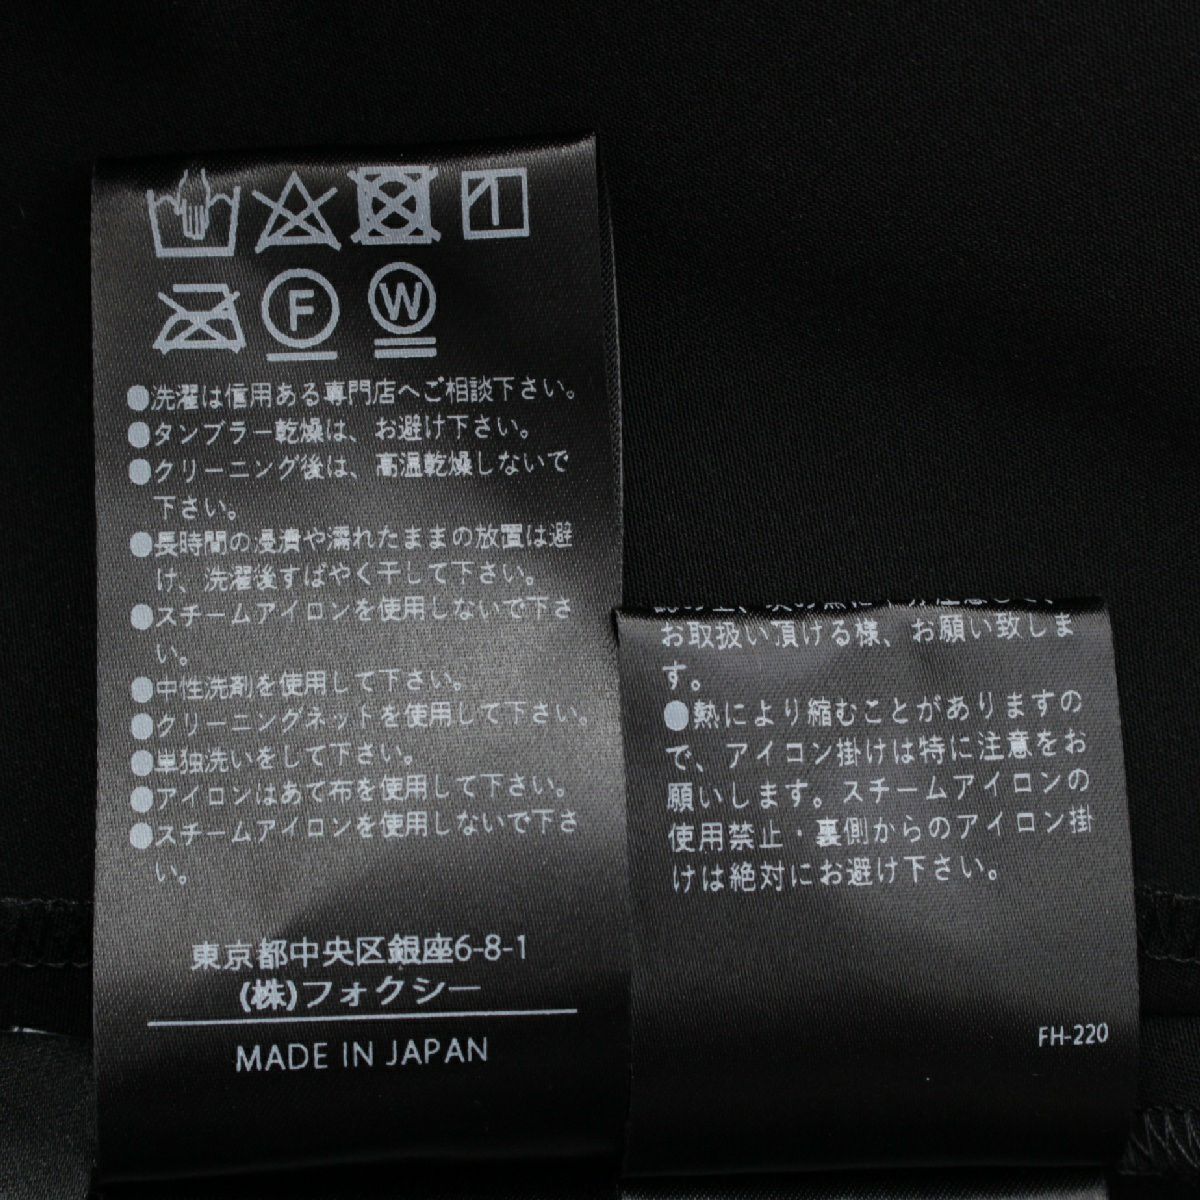 F
W
●洗濯は信用ある専門店へご相談下さい。
●タンブラー乾燥は、お避け下さい。
●クリーニング後は、高温乾燥しないで
下さい。
●長時間の浸漬や濡れたままの放置は避
け、洗濯後すばやく干して下さい。
●スチームアイロンを使用しないで下さ
い。
●中性洗剤を使用して下さい。
●クリーニングネットを使用して下さい。
●単独洗いをして下さい。
●アイロンはあて布を使用して下さい。
●スチームアイロンを使用しないで下さ
い。
東京都中央区銀座6-8-1
(株)フォクシー
MADE IN JAPAN
お取扱い頂ける様、お願い致しま
す。
●熱により縮むことがありますの
で、アイロン掛けは特に注意をお
願いします。スチームアイロンの
使用禁止・裏側からのアイロン掛
けは絶対にお避け下さい。
FH-220